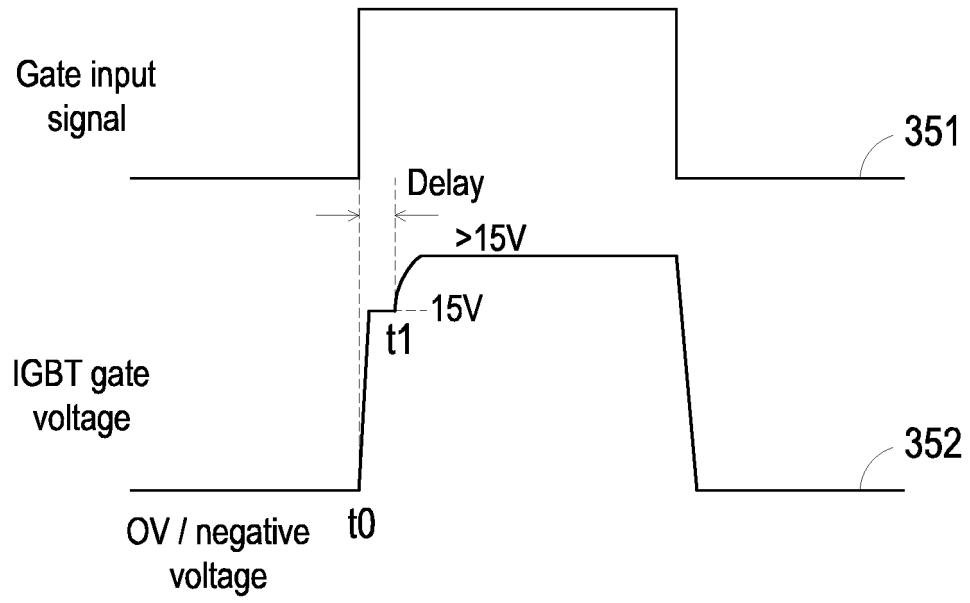 Gate input
signal
351
Delay
>15V
15V
t1
IGBT gate
voltage
352
OV / negative
voltage
t0